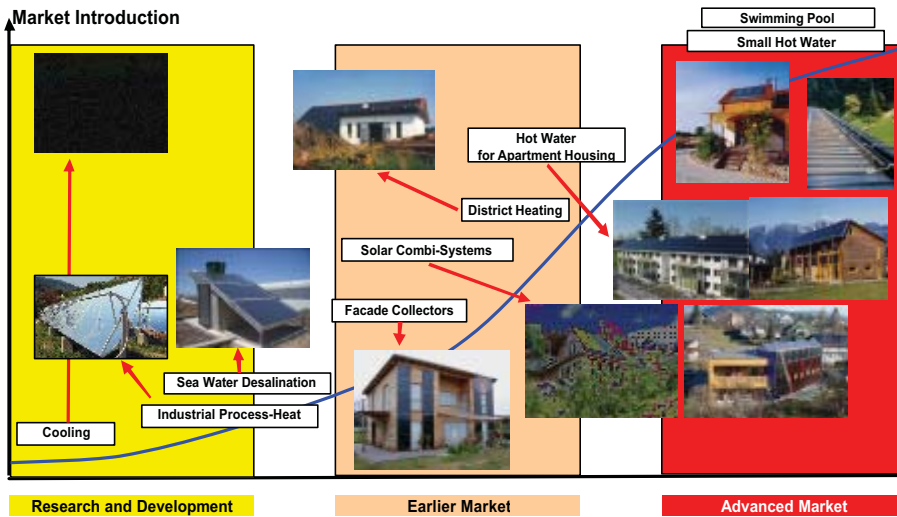 Market Introduction
Swimming Pool
Small Hot Water
Hot Water
for Apartment Housing
District Heating
Solar Combi-Systems
Facade Collectors
Sea Water Desalination
Industrial Process-Heat
Cooling
Research and Development
Earlier Market
Advanced Market